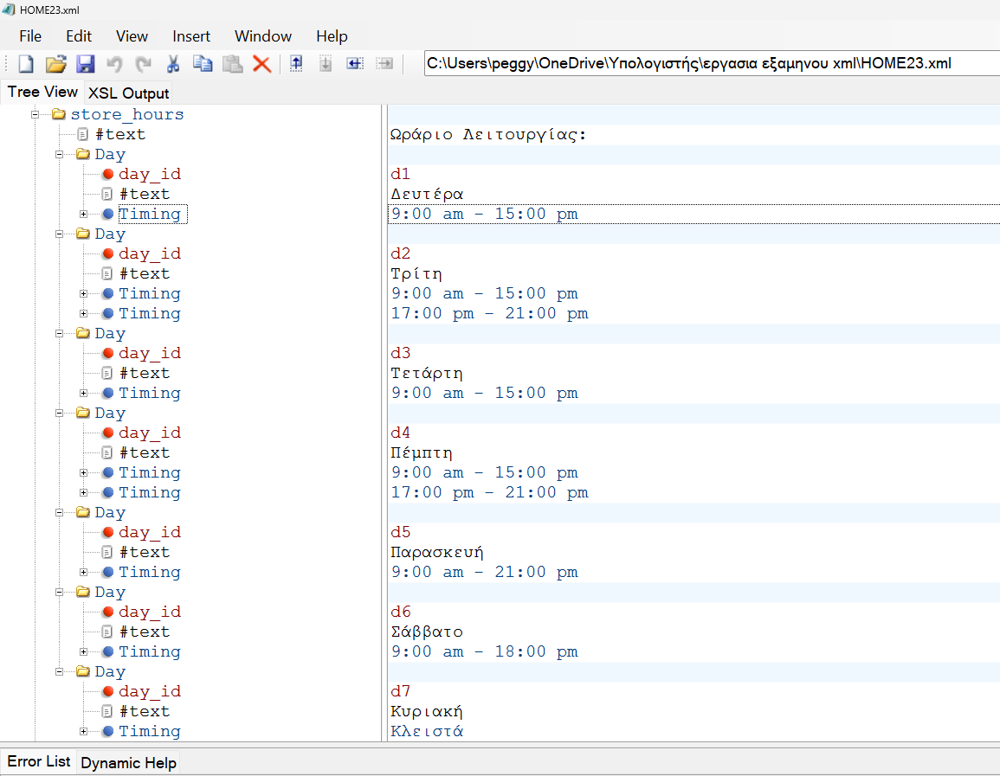 HOME23.xml
File Edit View Insert Window Help
C:\Users\peggy\OneDrive\Υπολογιστής\εργασια εξαμηνου xml\HOME23.xml
Tree View XSL Output
store_hours
#text Ωράριο Λειτουργίας:
Day
day_id d1
#text Δευτέρα
Timing 9:00 am - 15:00 pm
Day
day_id d2
#text Τρίτη
Timing 9:00 am - 15:00 pm
Timing 17:00 pm - 21:00 pm
Day
day_id d3
#text Τετάρτη
Timing 9:00 am - 15:00 pm
Day
day_id d4
#text Πέμπτη
Timing 9:00 am - 15:00 pm
Timing 17:00 pm - 21:00 pm
Day
day_id d5
#text Παρασκευή
Timing 9:00 am - 21:00 pm
Day
day_id d6
#text Σάββατο
Timing 9:00 am - 18:00 pm
Day
day_id d7
#text Κυριακή
Timing Κλειστά
Error List Dynamic Help